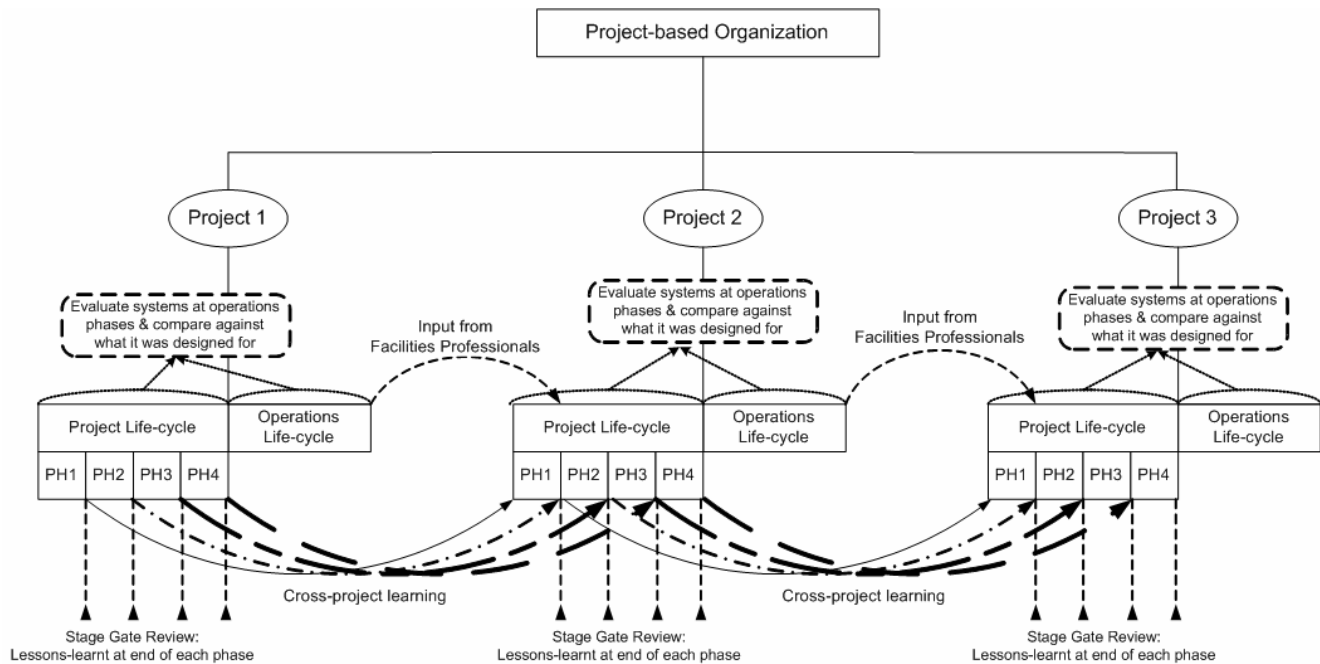 Project-based Organization
Project 1
Project 2
Project 3
Evaluate systems at operations
phases & compare against
what it was designed for
Input from
Facilities Professionals
Evaluate systems at operations
phases & compare against
what it was designed for
Input from
Facilities Professionals
Evaluate systems at operations
phases & compare against
what it was designed for
Project Life-cycle
Operations
Life-cycle
Project Life-cycle
Operations
Life-cycle
Project Life-cycle
Operations
Life-cycle
PH1 PH2 PH3 PH4
PH1 PH2 PH3 PH4
PH1 PH2 PH3 PH4
Cross-project learning
Cross-project learning
Stage Gate Review:
Lessons-learnt at end of each phase
Stage Gate Review:
Lessons-learnt at end of each phase
Stage Gate Review:
Lessons-learnt at end of each phase